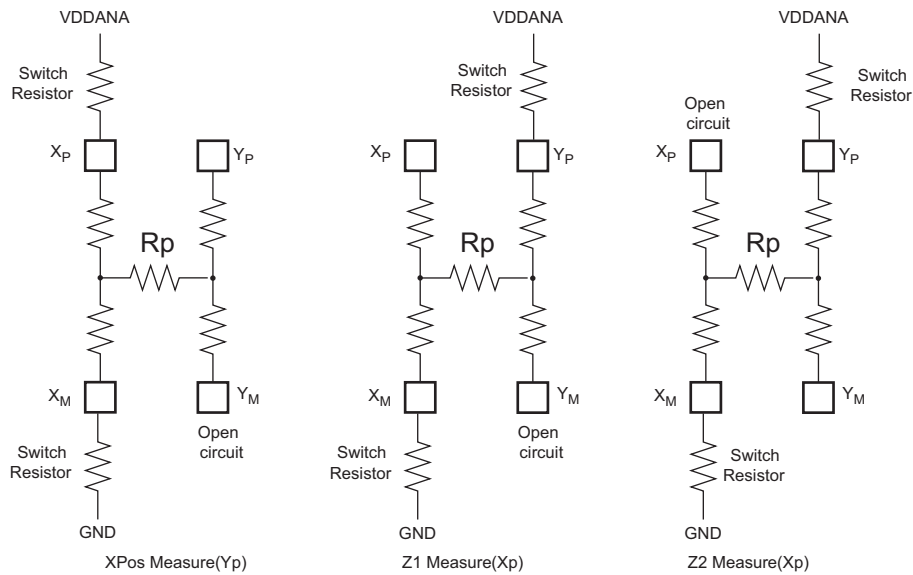 VDDANA
Switch
Resistor
XP
YP
Rp
XM
YM
Open
circuit
Switch
Resistor
GND
XPos Measure(Yp)
VDDANA
Switch
Resistor
XP
YP
Rp
XM
YM
Open
circuit
Switch
Resistor
GND
Z1 Measure(Xp)
VDDANA
Switch
Resistor
Open
circuit
XP
YP
Rp
XM
YM
Switch
Resistor
GND
Z2 Measure(Xp)